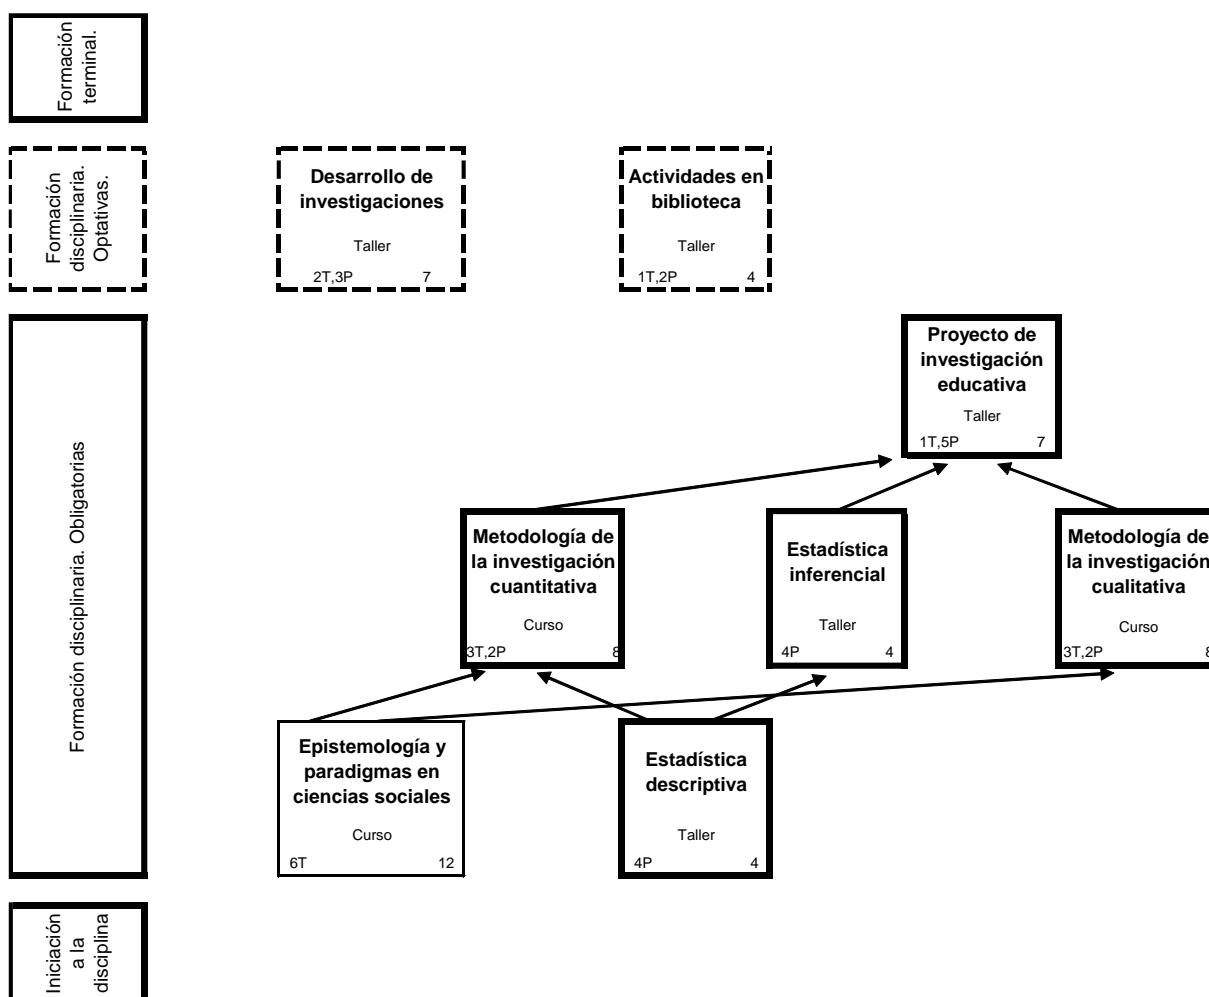 Formación
terminal.
Formación
disciplinaria.
Optativas.
Desarrollo de
investigaciones
Taller
2T,3P 7
Actividades en
biblioteca
Taller
1T,2P 4
Formación disciplinaria. Obligatorias
Proyecto de
investigación
educativa
Taller
1T,5P 7
Metodología de
la investigación
cuantitativa
Curso
3T,2P 8
Estadística
inferencial
Taller
4P 4
Metodología de
la investigación
cualitativa
Curso
3T,2P 8
Epistemología y
paradigmas en
ciencias sociales
Curso
6T 12
Estadística
descriptiva
Taller
4P 4
Iniciación
a la
disciplina